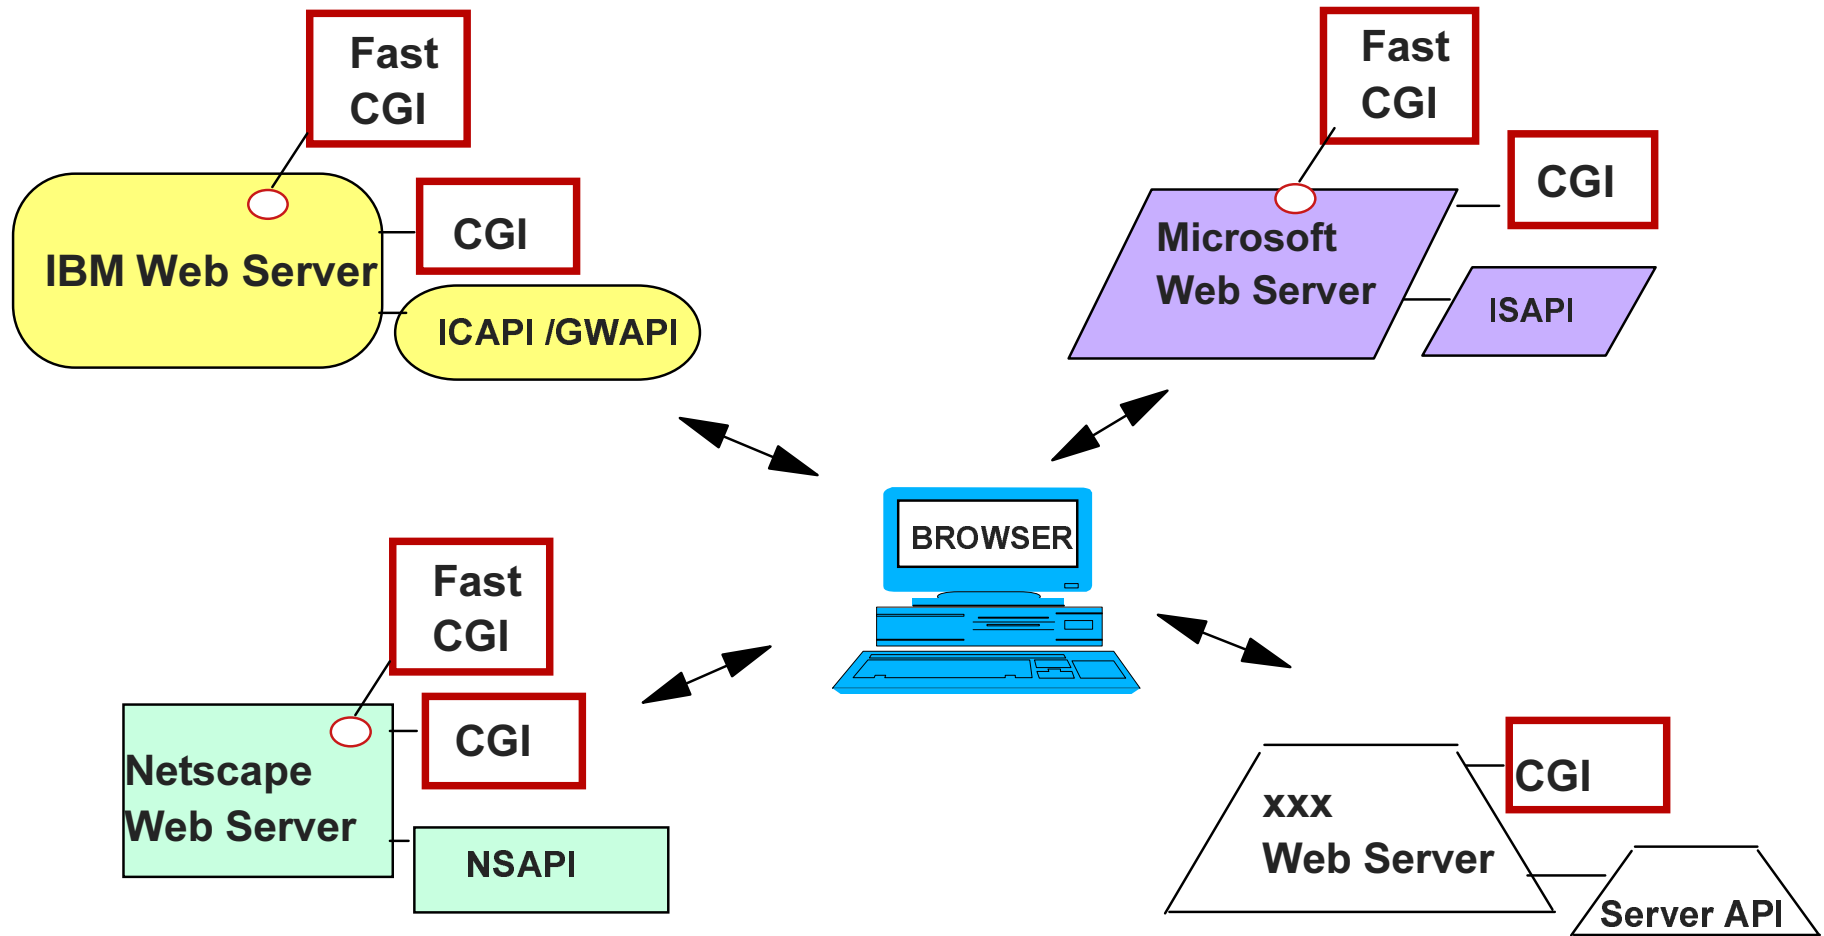 Fast
CGI
CGI
IBM Web Server
ICAPI /GWAPI
Fast
CGI
CGI
Microsoft
Web Server
ISAPI
BROWSER
Fast
CGI
CGI
Netscape
Web Server
NSAPI
CGI
xxx
Web Server
Server API